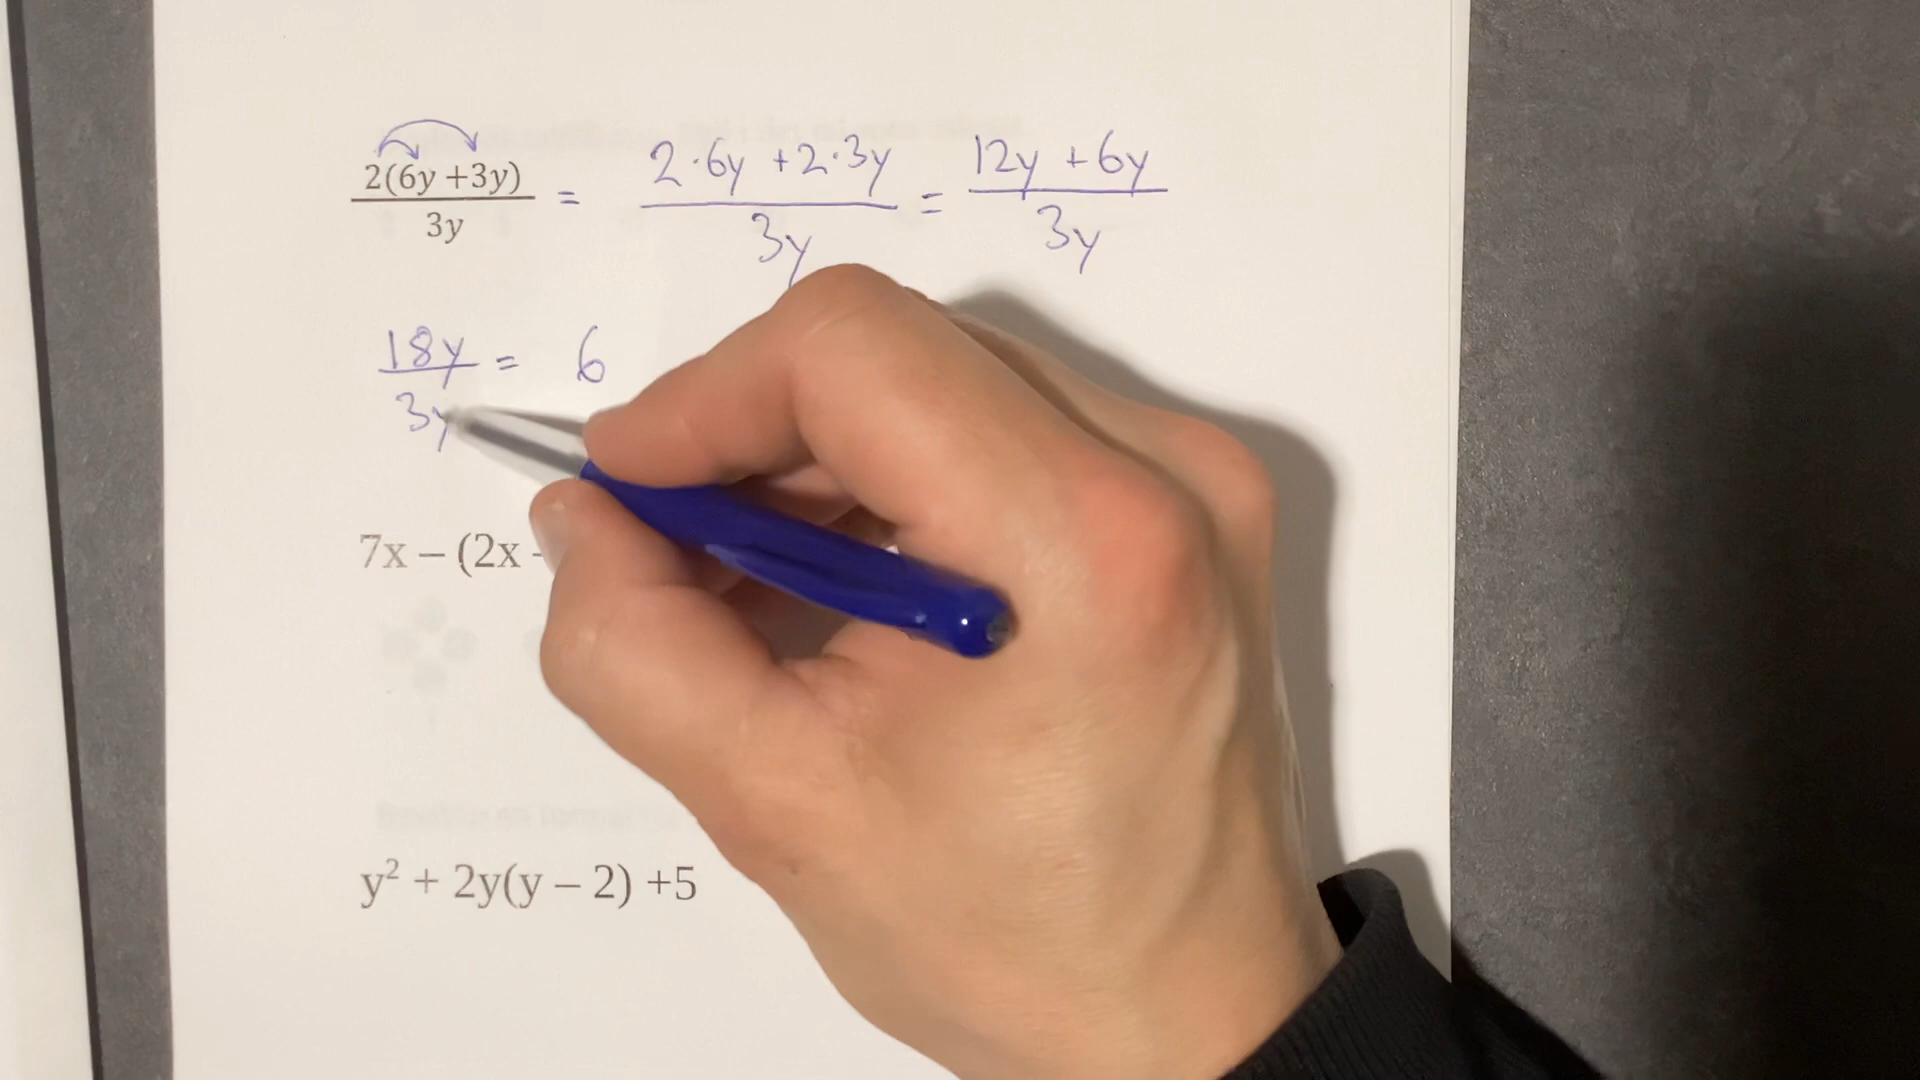 2(6y +3y)/3y = 2·6y +2·3y/3y = 12y +6y/3y
18y/3y = 6
7x – (2x -
y² + 2y(y – 2) +5